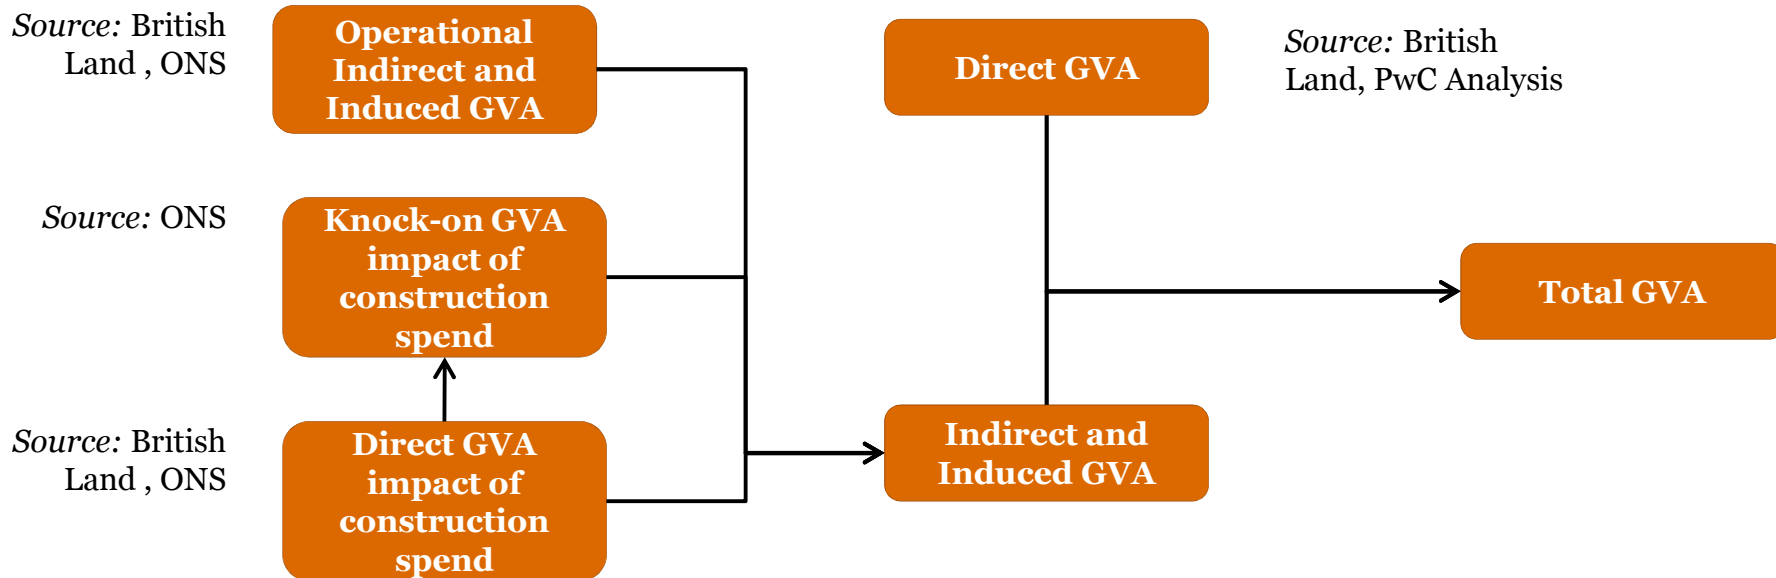 Source: British
Land , ONS
Operational
Indirect and
Induced GVA
Direct GVA
Source: British
Land, PwC Analysis
Source: ONS
Knock-on GVA
impact of
construction
spend
Total GVA
Source: British
Land , ONS
Direct GVA
impact of
construction
spend
Indirect and
Induced GVA